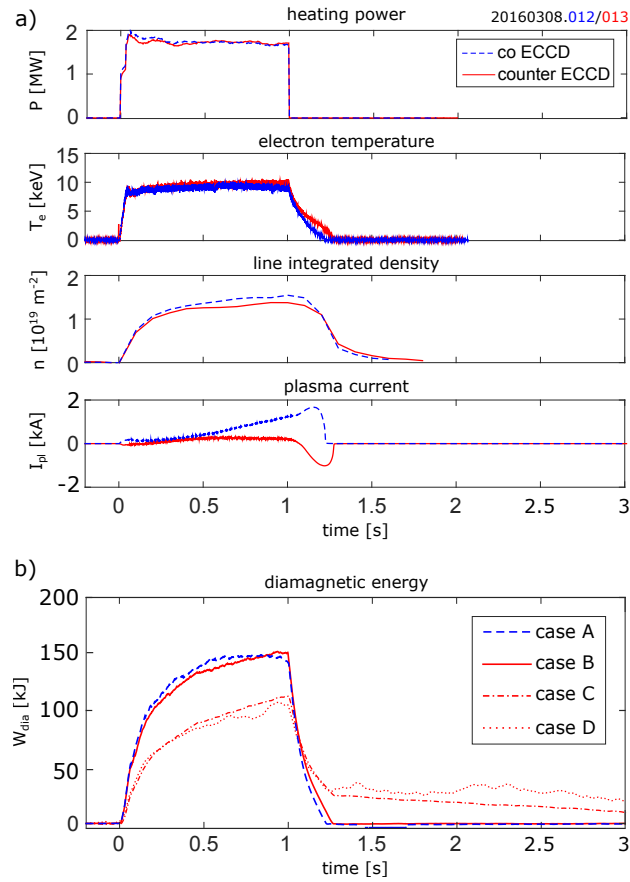 a)
heating power
20160308.012/013
2
1
0
P [MW]
co ECCD
counter ECCD
electron temperature
15
10
5
0
T_e [keV]
line integrated density
2
1
0
n [10^19 m^-2]
plasma current
2
0
-2
I_pl [kA]
0 0.5 1 1.5 2 2.5 3
time [s]
b)
diamagnetic energy
200
150
100
50
0
W_dia [kJ]
case A
case B
case C
case D
0 0.5 1 1.5 2 2.5 3
time [s]